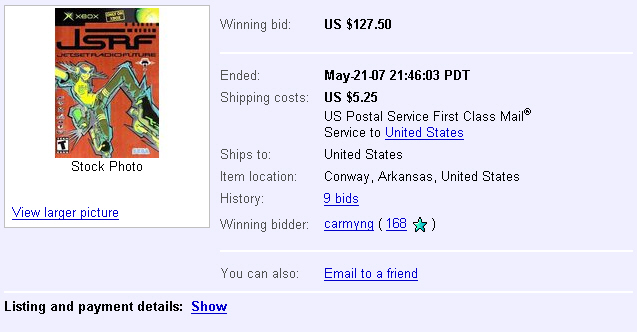 XBOX
ONLY ON XBOX
JSRF
JETSETRADIOFUTURE
T
SEGA
Stock Photo
View larger picture
Winning bid: US $127.50
Ended: May-21-07 21:46:03 PDT
Shipping costs: US $5.25
US Postal Service First Class Mail®
Service to United States
Ships to: United States
Item location: Conway, Arkansas, United States
History: 9 bids
Winning bidder: carmyng ( 168 )
You can also: Email to a friend
Listing and payment details: Show